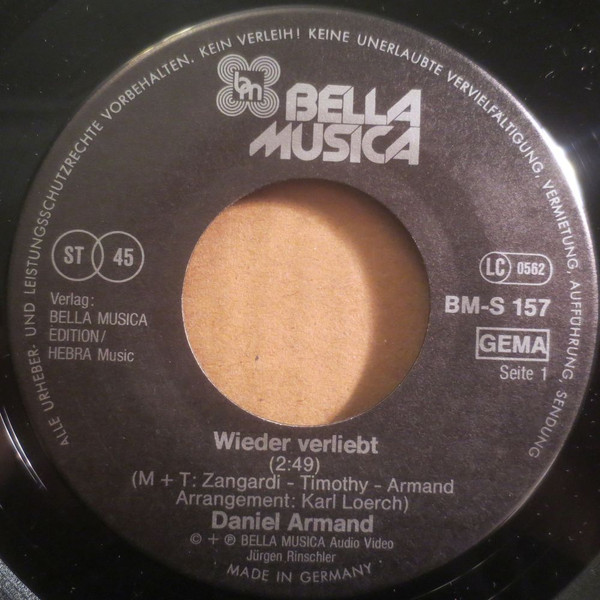 ALLE URHEBER- UND LEISTUNGSSCHUTZRECHTE VORBEHALTEN. KEIN VERLEIH! KEINE UNERLAUBTE VERVIELFÄLTIGUNG, VERMIETUNG, AUFFÜHRUNG, SENDUNG
bm
BELLA
MUSICA
ST 45
LC 0562
Verlag:
BELLA MUSICA
EDITION/
HEBRA Music
BM-S 157
GEMA
Seite 1
Wieder verliebt
(2:49)
(M + T: Zangardi - Timothy - Armand
Arrangement: Karl Loerch)
Daniel Armand
© + ℗ BELLA MUSICA Audio Video
Jürgen Rinschler
MADE IN GERMANY